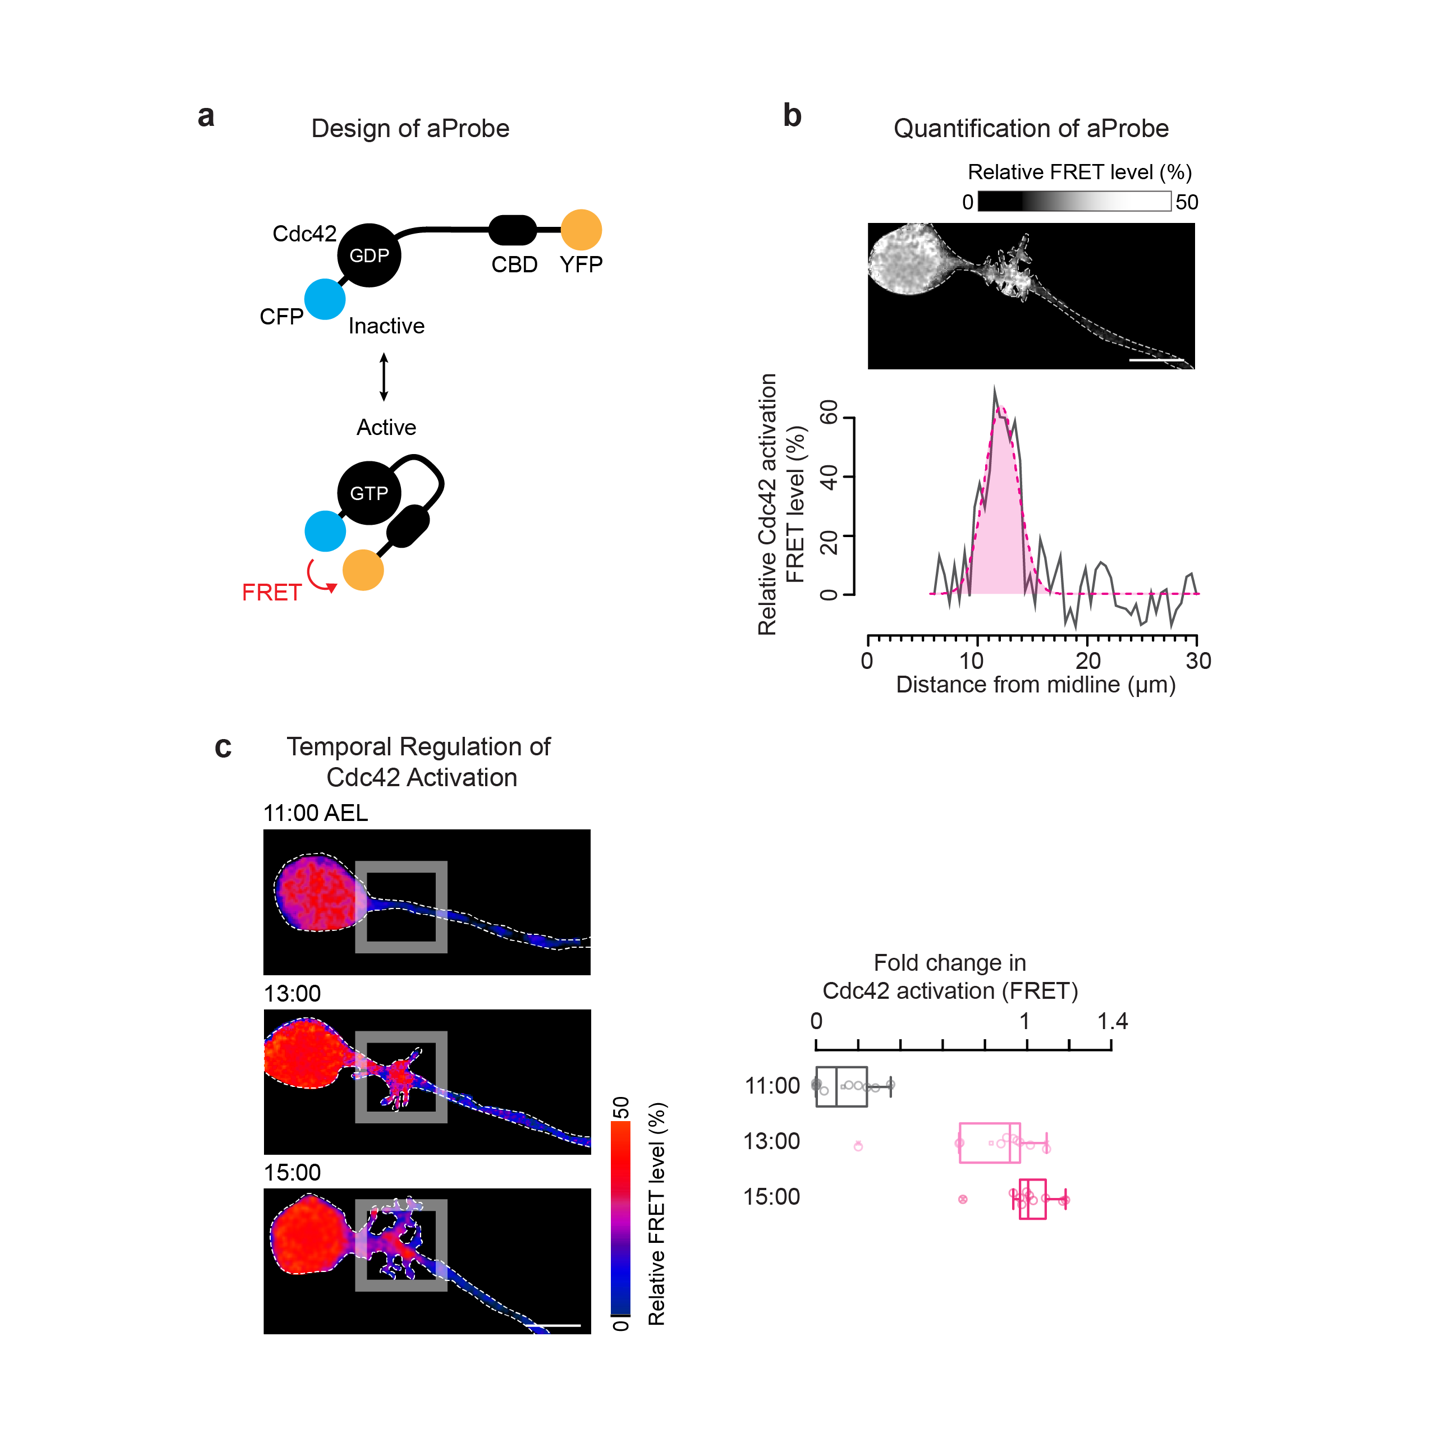 a
Design of aProbe
Cdc42
GDP
CBD
YFP
CFP
Inactive
Active
GTP
FRET
b
Quantification of aProbe
Relative FRET level (%)
0
50
Relative Cdc42 activation
FRET level (%)
60
40
20
0
0
10
20
30
Distance from midline (µm)
c
Temporal Regulation of
Cdc42 Activation
11:00 AEL
13:00
15:00
50
0
Relative FRET level (%)
Fold change in
Cdc42 activation (FRET)
0
1
1.4
11:00
13:00
15:00